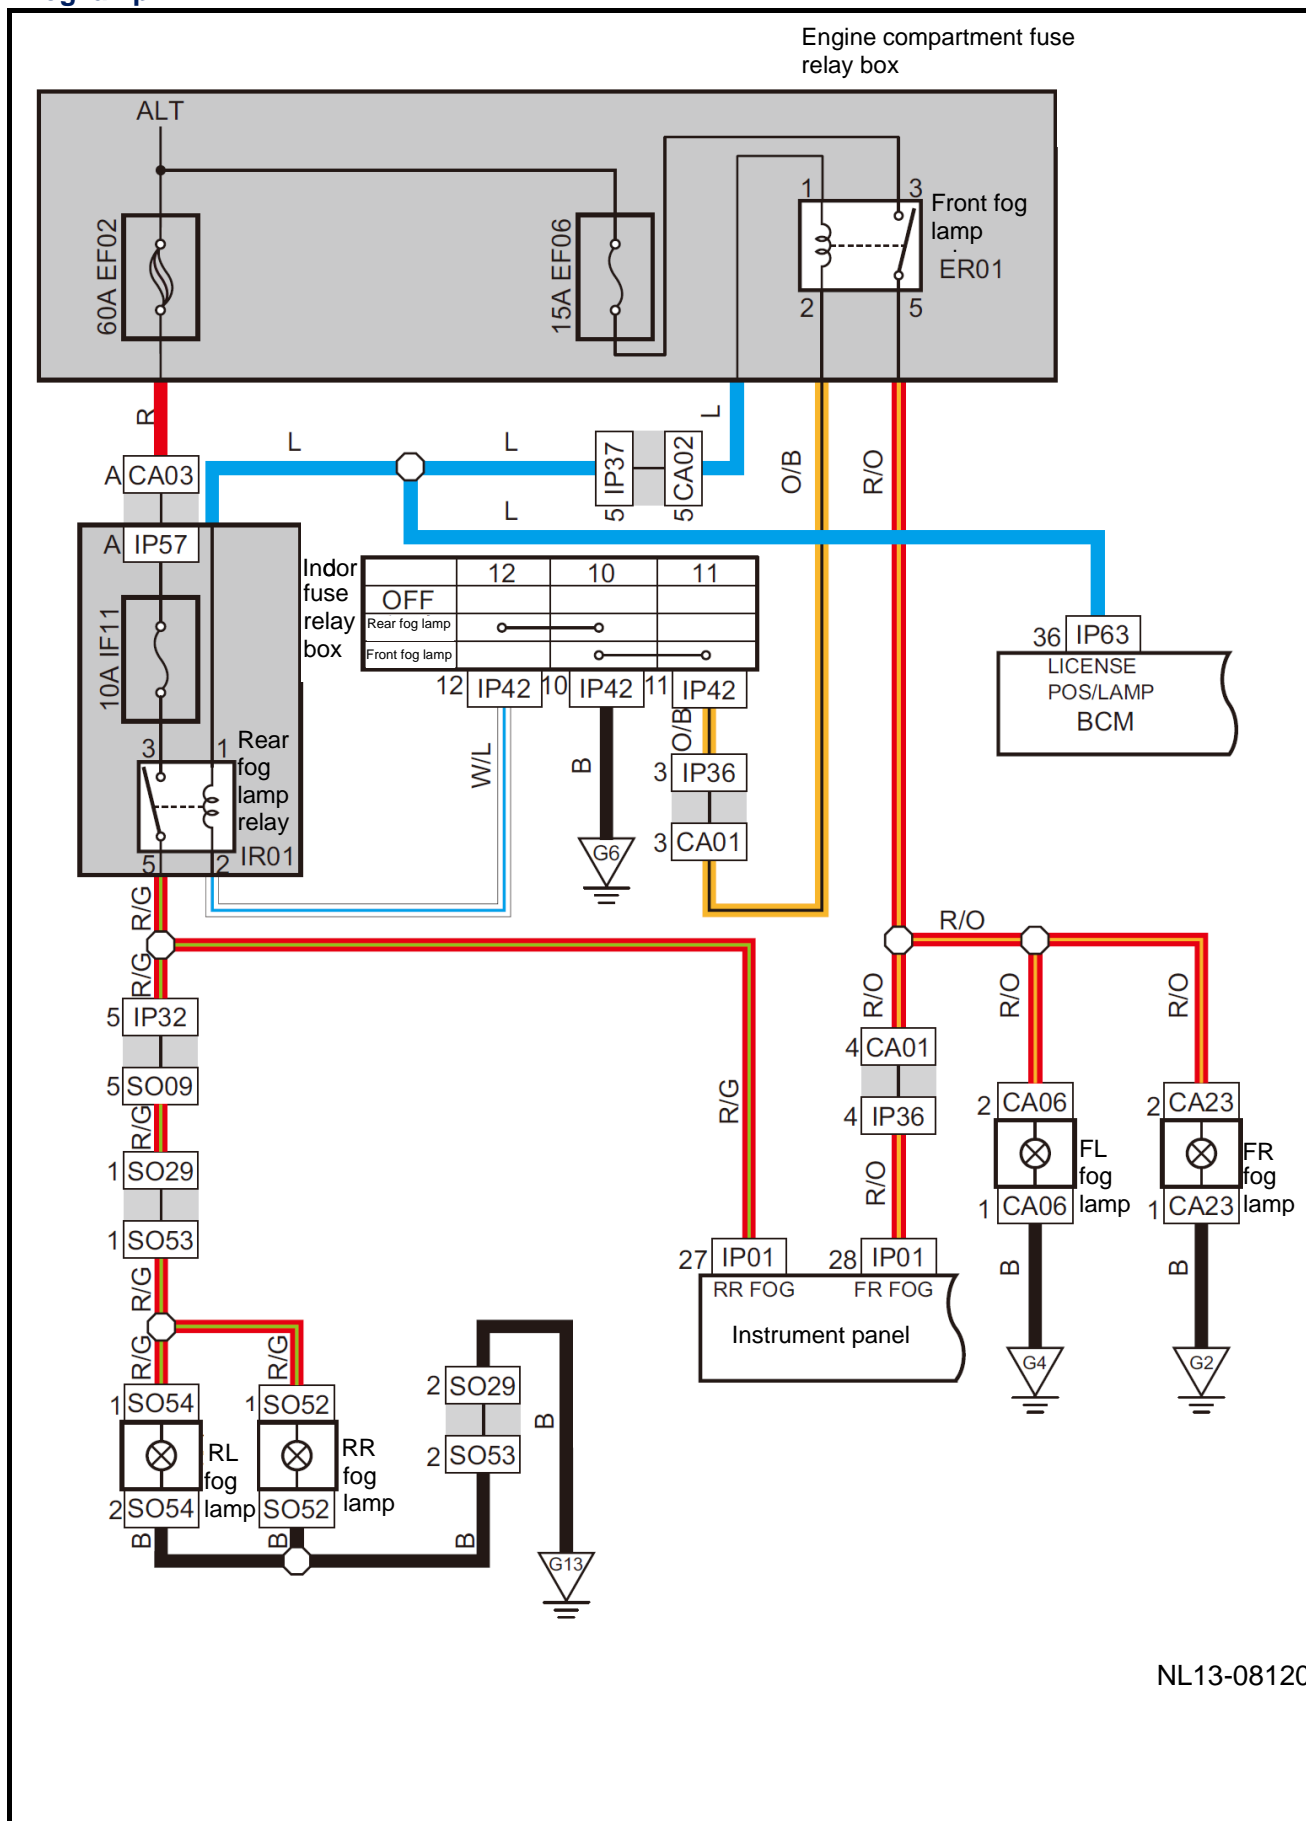 Engine compartment fuse
relay box
ALT
60A EF02
15A EF06
1
3
Front fog
lamp
ER01
2
5
R
L
L
L
O/B
R/O
A CA03
5 IP37
5 CA02
L
A IP57
Indor
fuse
relay
box
12 10 11
OFF
Rear fog lamp
Front fog lamp
12 IP42
10 IP42
11 IP42
36 IP63
LICENSE
POS/LAMP
BCM
10A IF11
3
1
Rear
fog
lamp
relay
IR01
5
2
W/L
B
O/B
3 IP36
3 CA01
G6
R/G
R/G
R/O
5 IP32
5 SO09
R/G
1 SO29
1 SO53
R/G
R/G
R/G
R/G
R/O
R/O
R/O
4 CA01
4 IP36
R/O
2 CA06
2 CA23
FL
fog
lamp
FR
fog
lamp
1 CA06
1 CA23
B
B
G4
G2
27 IP01
28 IP01
RR FOG
FR FOG
Instrument panel
1 SO54
1 SO52
2 SO29
2 SO53
B
RL
fog
lamp
RR
fog
lamp
2 SO54
SO52
B
B
B
G13
NL13-08120